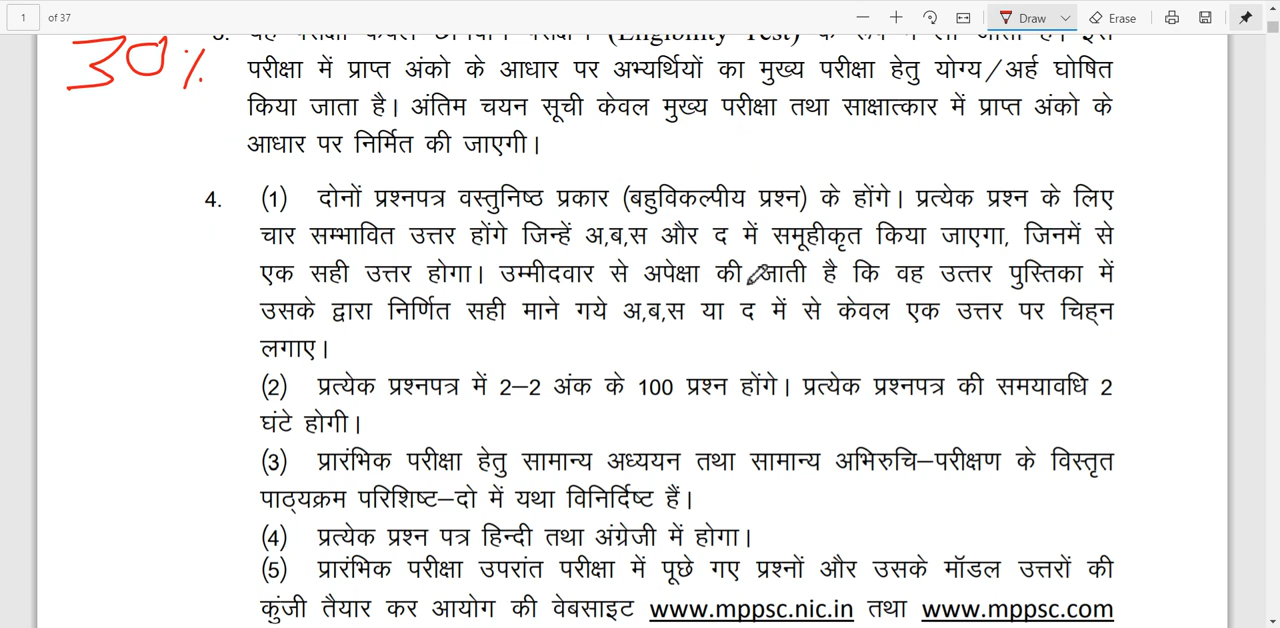 1 of 37 Draw Erase
30%
परीक्षा में प्राप्त अंको के आधार पर अभ्यर्थियों का मुख्य परीक्षा हेतु योग्य/अर्ह घोषित
किया जाता है। अंतिम चयन सूची केवल मुख्य परीक्षा तथा साक्षात्कार में प्राप्त अंको के
आधार पर निर्मित की जाएगी।
4. (1) दोनों प्रश्नपत्र वस्तुनिष्ठ प्रकार (बहुविकल्पीय प्रश्न) के होंगे। प्रत्येक प्रश्न के लिए
चार सम्भावित उत्तर होंगे जिन्हें अ,ब,स और द में समूहीकृत किया जाएगा, जिनमें से
एक सही उत्तर होगा। उम्मीदवार से अपेक्षा की जाती है कि वह उत्तर पुस्तिका में
उसके द्वारा निर्णित सही माने गये अ,ब,स या द में से केवल एक उत्तर पर चिह्न
लगाए।
(2) प्रत्येक प्रश्नपत्र में 2–2 अंक के 100 प्रश्न होंगे। प्रत्येक प्रश्नपत्र की समयावधि 2
घंटे होगी।
(3) प्रारंभिक परीक्षा हेतु सामान्य अध्ययन तथा सामान्य अभिरुचि–परीक्षण के विस्तृत
पाठ्यक्रम परिशिष्ट–दो में यथा विनिर्दिष्ट हैं।
(4) प्रत्येक प्रश्न पत्र हिन्दी तथा अंग्रेजी में होगा।
(5) प्रारंभिक परीक्षा उपरांत परीक्षा में पूछे गए प्रश्नों और उसके मॉडल उत्तरों की
कुंजी तैयार कर आयोग की वेबसाइट www.mppsc.nic.in तथा www.mppsc.com